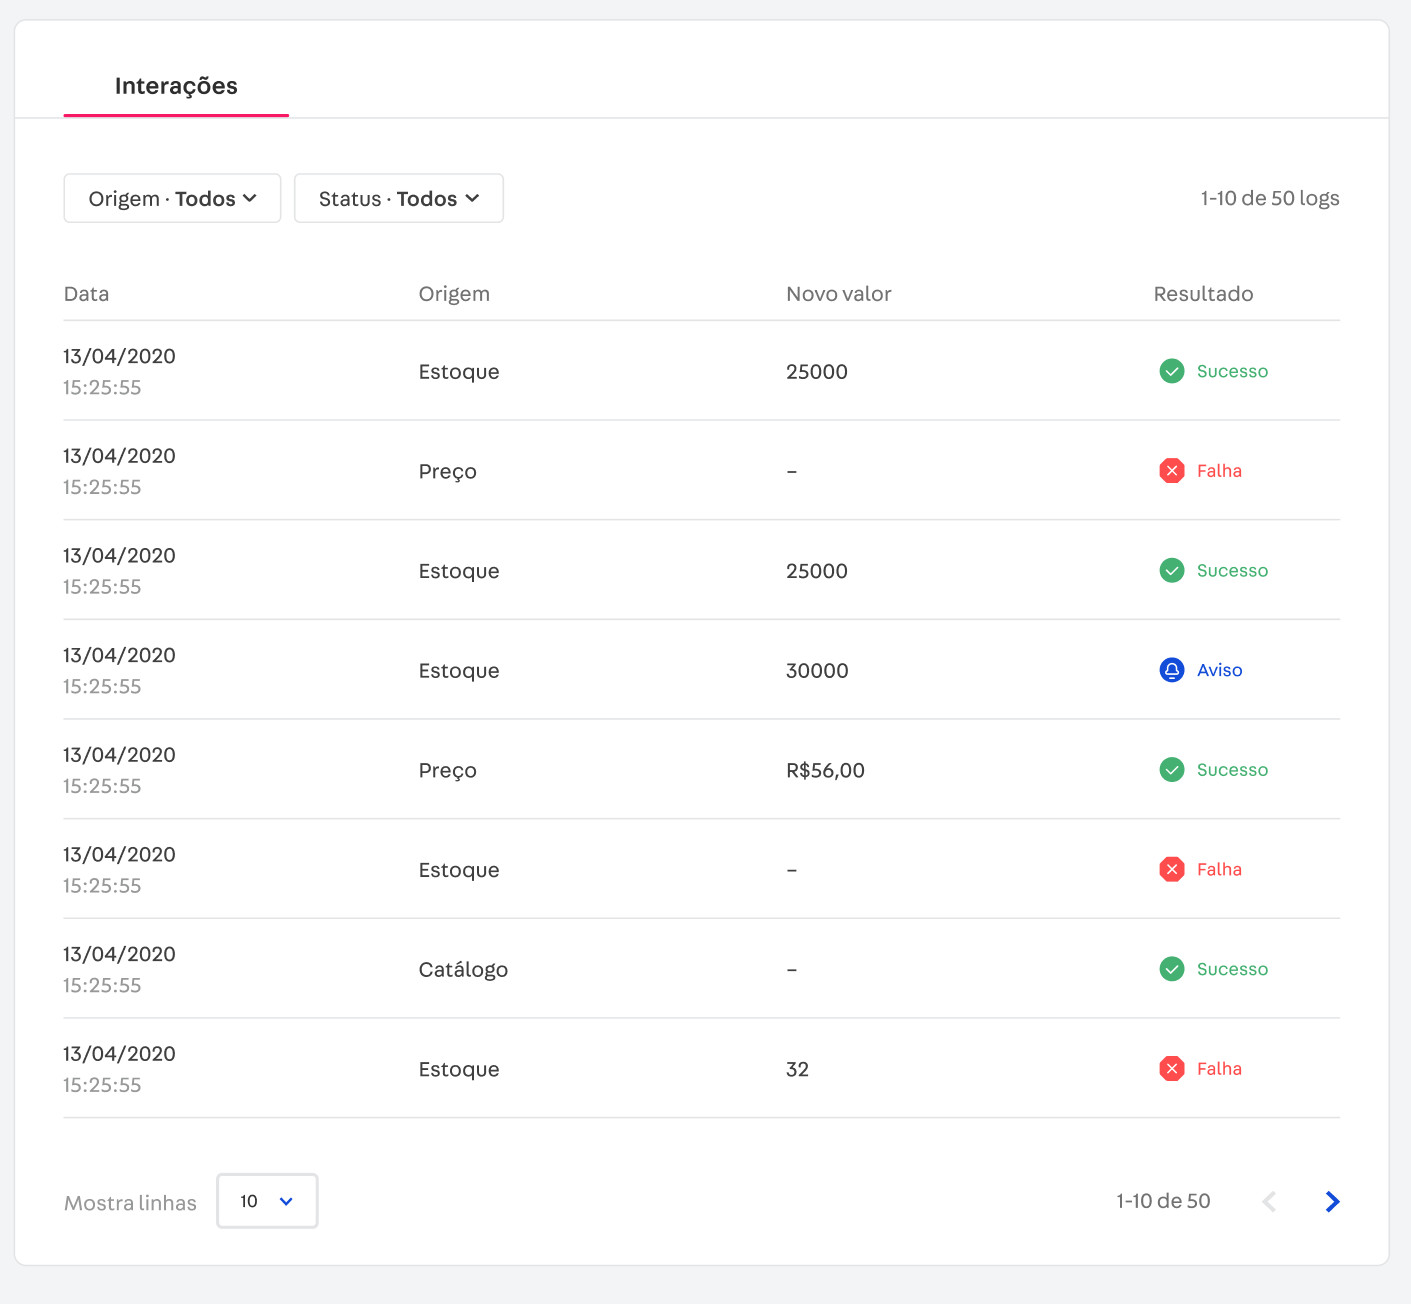 Interações
Origem · Todos
Status · Todos
1-10 de 50 logs
Data Origem Novo valor Resultado
13/04/2020
15:25:55
Estoque 25000 Sucesso
13/04/2020
15:25:55
Preço – Falha
13/04/2020
15:25:55
Estoque 25000 Sucesso
13/04/2020
15:25:55
Estoque 30000 Aviso
13/04/2020
15:25:55
Preço R$56,00 Sucesso
13/04/2020
15:25:55
Estoque – Falha
13/04/2020
15:25:55
Catálogo – Sucesso
13/04/2020
15:25:55
Estoque 32 Falha
Mostra linhas 10
1-10 de 50